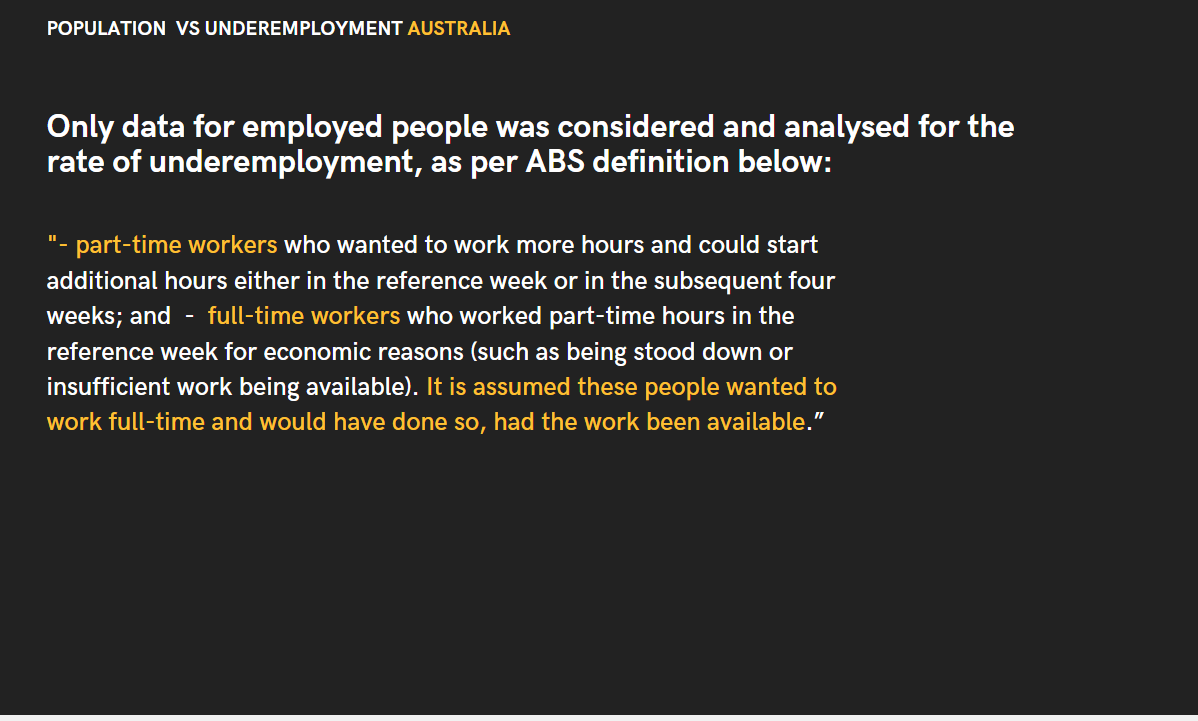 POPULATION  VS UNDEREMPLOYMENT AUSTRALIA
Only data for employed people was considered and analysed for the
rate of underemployment, as per ABS definition below:
"- part-time workers who wanted to work more hours and could start
additional hours either in the reference week or in the subsequent four
weeks; and  -  full-time workers who worked part-time hours in the
reference week for economic reasons (such as being stood down or
insufficient work being available). It is assumed these people wanted to
work full-time and would have done so, had the work been available.”